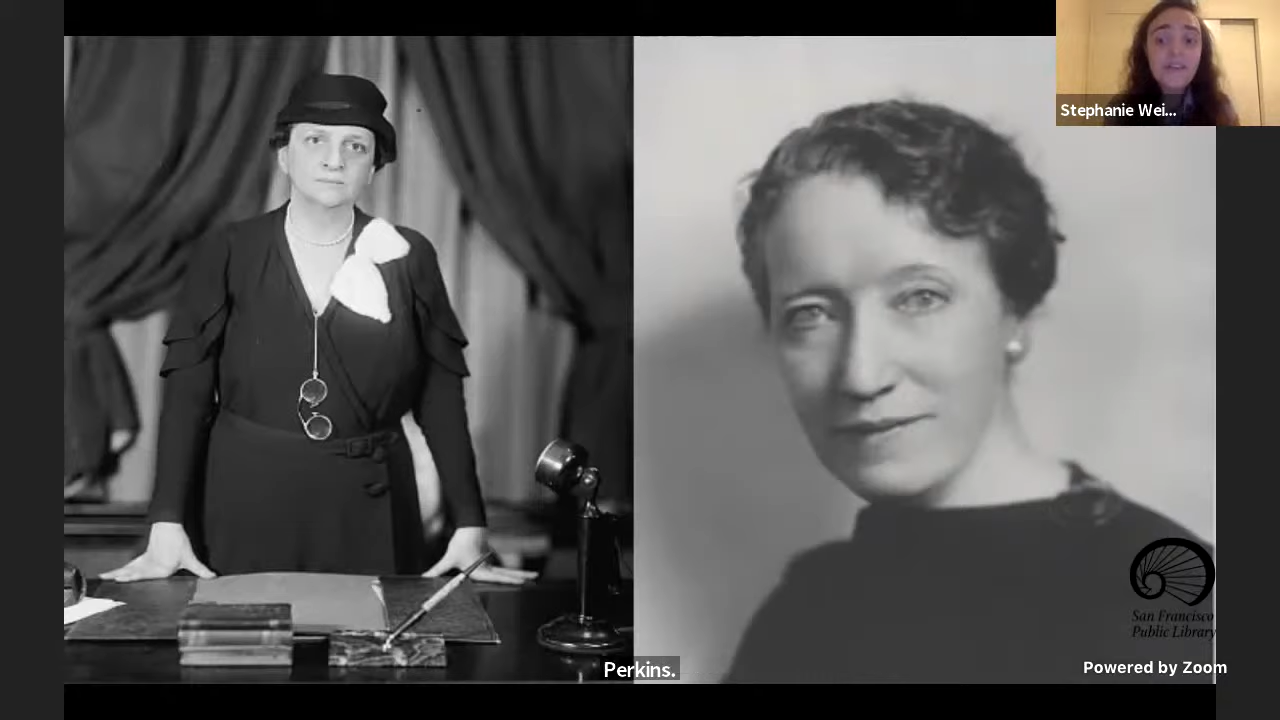 Stephanie Wei...
San Francisco
Public Library
Perkins.
Powered by Zoom